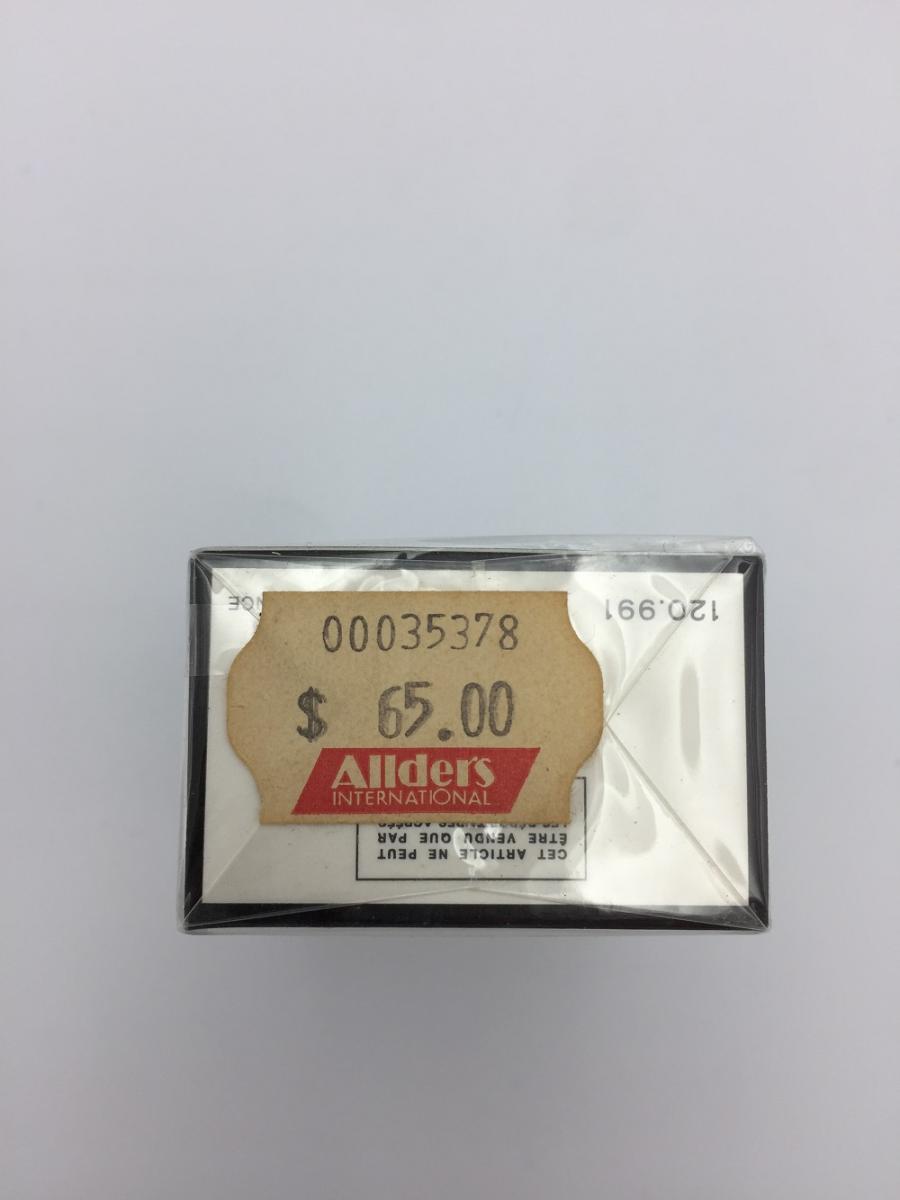 00035378
$ 65.00
Allders
INTERNATIONAL
120.991
CET ARTICLE NE PEUT
ÊTRE VENDU QUE PAR